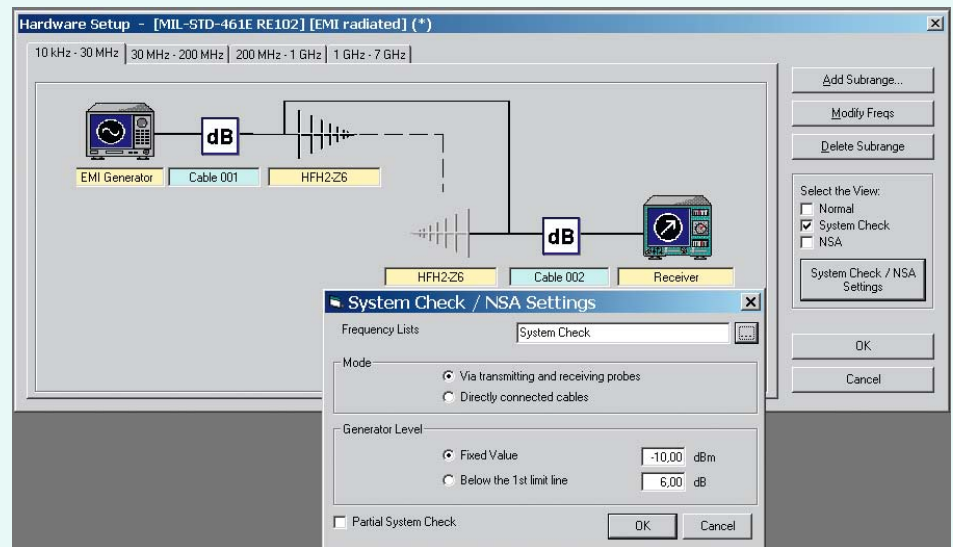 Hardware Setup - [MIL-STD-461E RE102] [EMI radiated] (*)
10 kHz - 30 MHz
30 MHz - 200 MHz
200 MHz - 1 GHz
1 GHz - 7 GHz
Add Subrange...
Modify Freqs
Delete Subrange
dB
EMI Generator
Cable 001
HFH2-Z6
Select the View:
Normal
System Check
NSA
System Check / NSA
Settings
dB
HFH2-Z6
Cable 002
Receiver
OK
Cancel
System Check / NSA Settings
Frequency Lists
System Check
...
Mode
Via transmitting and receiving probes
Directly connected cables
Generator Level
Fixed Value
-10,00 dBm
Below the 1st limit line
6,00 dB
Partial System Check
OK
Cancel